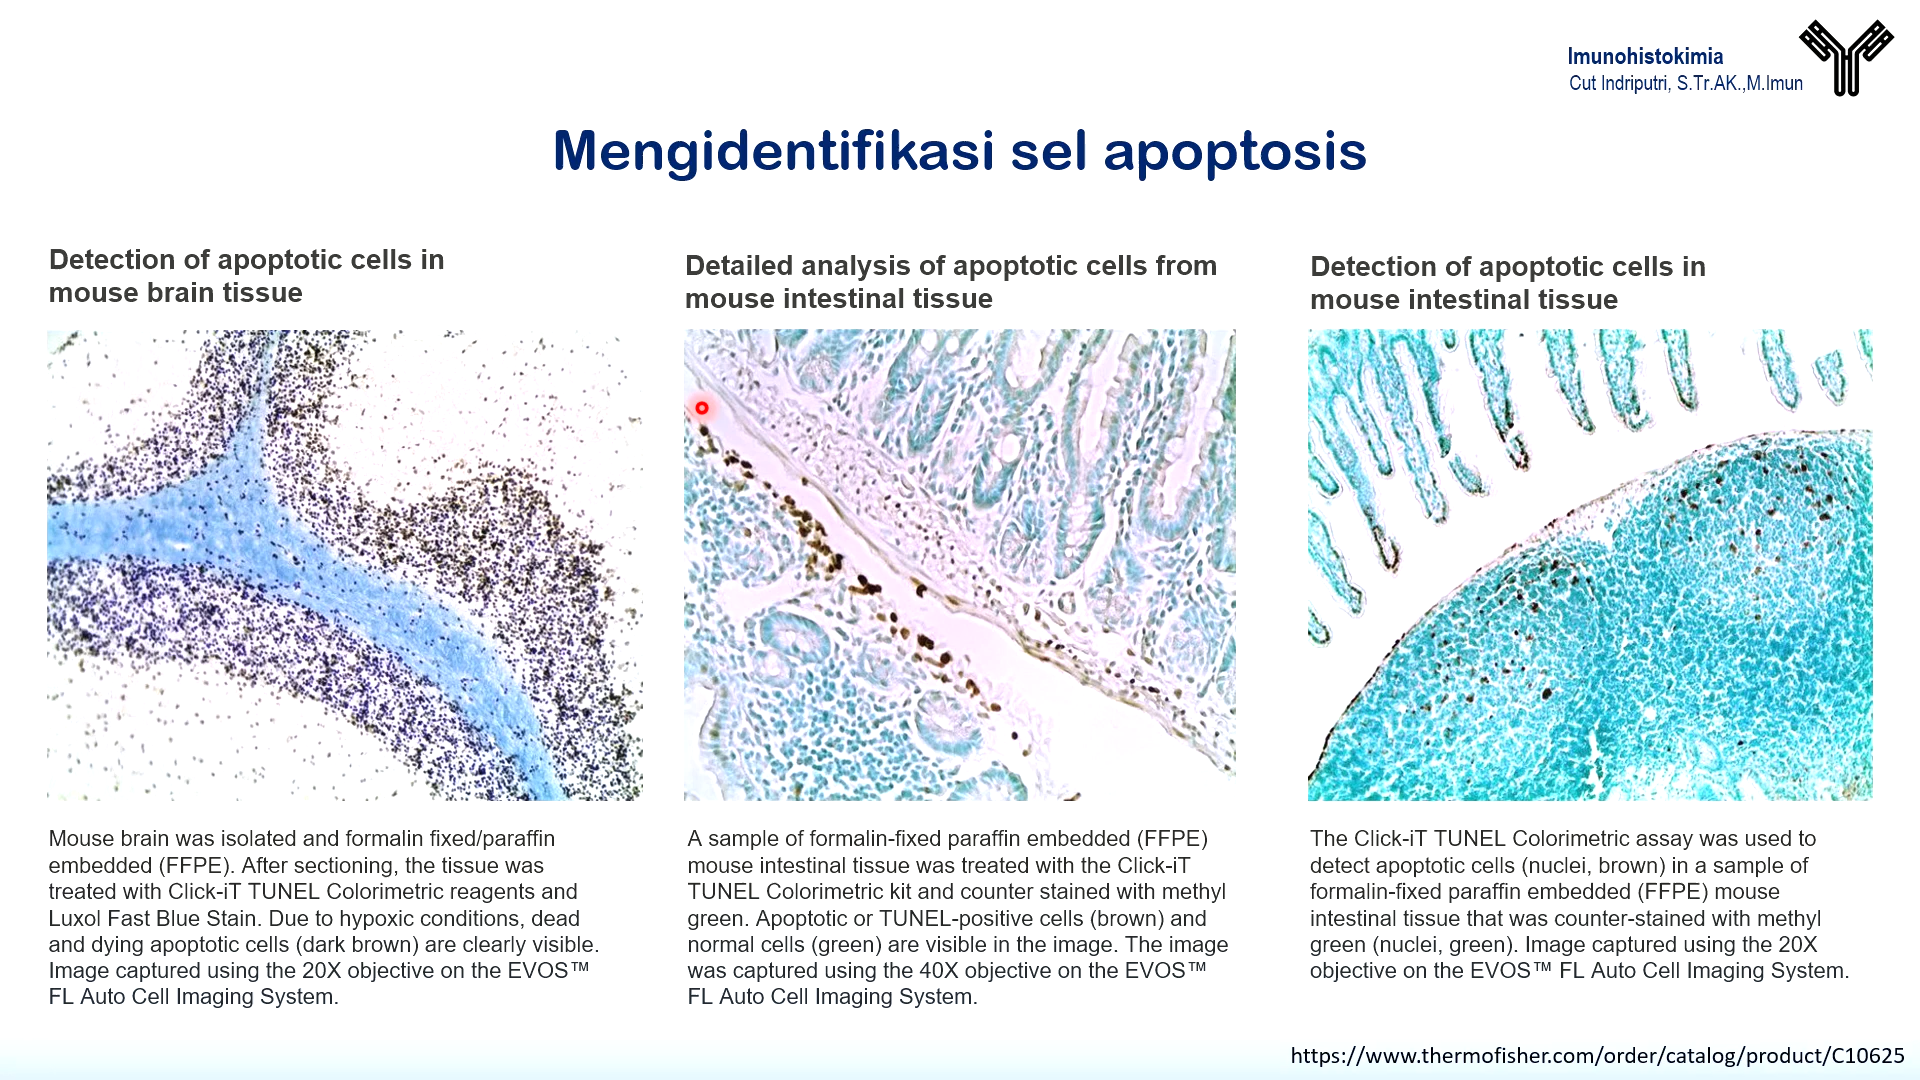 Imunohistokimia
Cut Indriputri, S.Tr.AK.,M.Imun
Mengidentifikasi sel apoptosis
Detection of apoptotic cells in
mouse brain tissue
Mouse brain was isolated and formalin fixed/paraffin
embedded (FFPE). After sectioning, the tissue was
treated with Click-iT TUNEL Colorimetric reagents and
Luxol Fast Blue Stain. Due to hypoxic conditions, dead
and dying apoptotic cells (dark brown) are clearly visible.
Image captured using the 20X objective on the EVOS™
FL Auto Cell Imaging System.
Detailed analysis of apoptotic cells from
mouse intestinal tissue
A sample of formalin-fixed paraffin embedded (FFPE)
mouse intestinal tissue was treated with the Click-iT
TUNEL Colorimetric kit and counter stained with methyl
green. Apoptotic or TUNEL-positive cells (brown) and
normal cells (green) are visible in the image. The image
was captured using the 40X objective on the EVOS™
FL Auto Cell Imaging System.
Detection of apoptotic cells in
mouse intestinal tissue
The Click-iT TUNEL Colorimetric assay was used to
detect apoptotic cells (nuclei, brown) in a sample of
formalin-fixed paraffin embedded (FFPE) mouse
intestinal tissue that was counter-stained with methyl
green (nuclei, green). Image captured using the 20X
objective on the EVOS™ FL Auto Cell Imaging System.
https://www.thermofisher.com/order/catalog/product/C10625